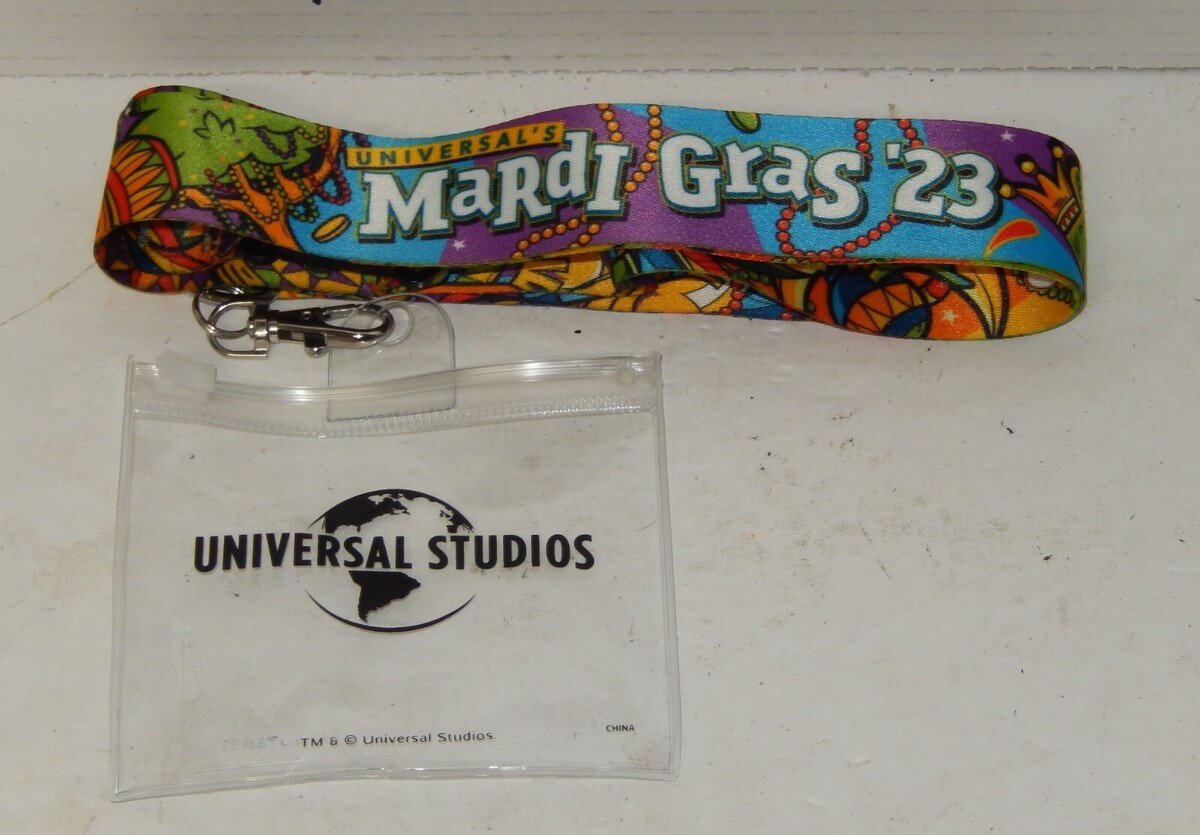 UNIVERSAL'S
MaRdI GraS '23
UNIVERSAL STUDIOS
TM & © Universal Studios
CHINA